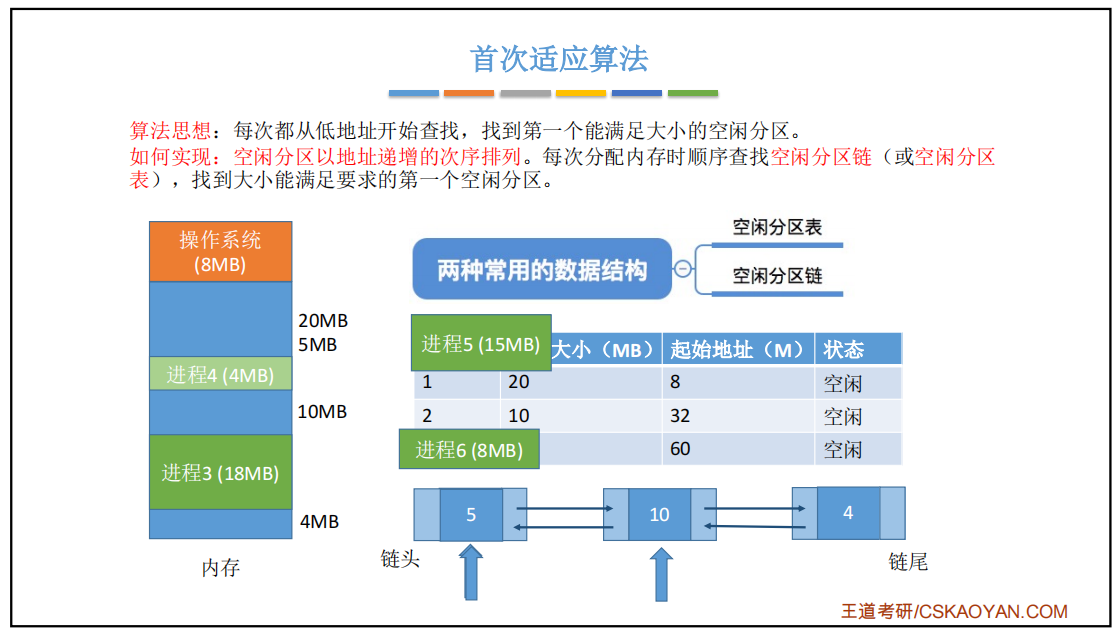 首次适应算法
算法思想：每次都从低地址开始查找，找到第一个能满足大小的空闲分区。
如何实现：空闲分区以地址递增的次序排列。每次分配内存时顺序查找空闲分区链（或空闲分区
表），找到大小能满足要求的第一个空闲分区。
操作系统
(8MB)
20MB
5MB
进程4 (4MB)
10MB
进程3 (18MB)
4MB
内存
两种常用的数据结构
空闲分区表
空闲分区链
进程5 (15MB)
大小（MB） 起始地址（M） 状态
1 20 8 空闲
2 10 32 空闲
进程6 (8MB)
60 空闲
5 10 4
链头
链尾
王道考研/CSKAOYAN.COM